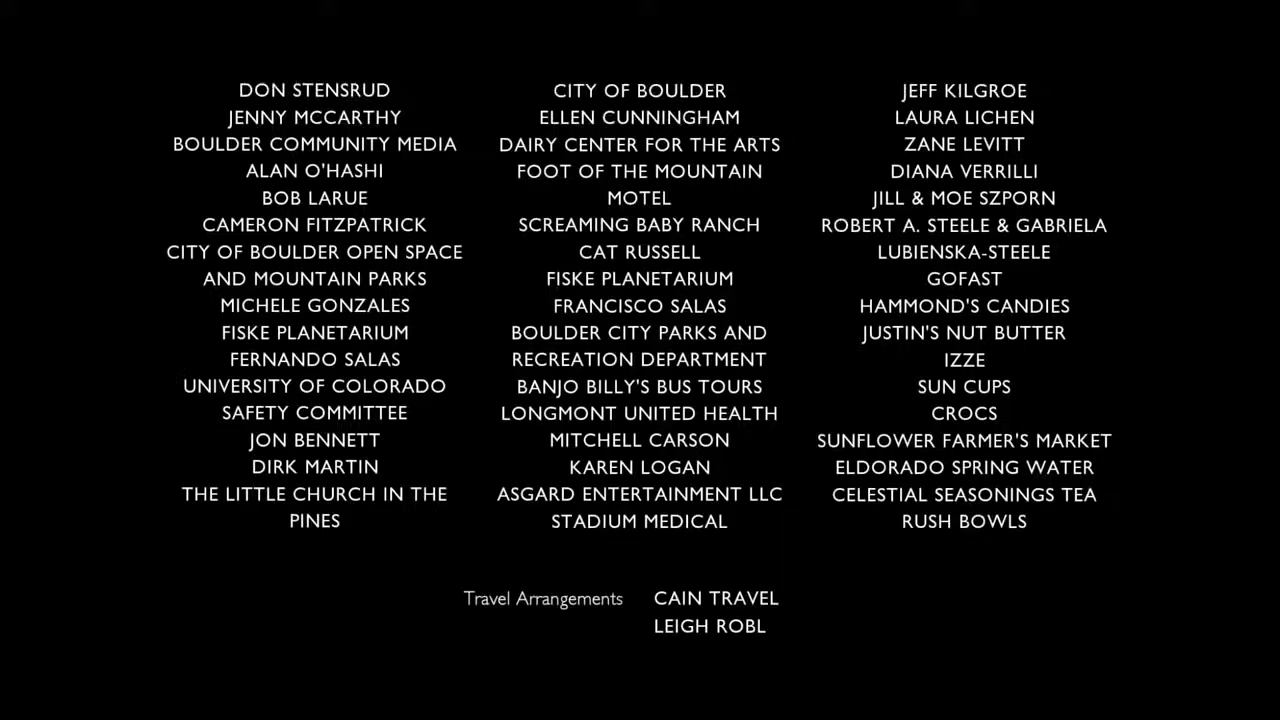 DON STENSRUD
JENNY MCCARTHY
BOULDER COMMUNITY MEDIA
ALAN O'HASHI
BOB LARUE
CAMERON FITZPATRICK
CITY OF BOULDER OPEN SPACE
AND MOUNTAIN PARKS
MICHELE GONZALES
FISKE PLANETARIUM
FERNANDO SALAS
UNIVERSITY OF COLORADO
SAFETY COMMITTEE
JON BENNETT
DIRK MARTIN
THE LITTLE CHURCH IN THE
PINES
CITY OF BOULDER
ELLEN CUNNINGHAM
DAIRY CENTER FOR THE ARTS
FOOT OF THE MOUNTAIN
MOTEL
SCREAMING BABY RANCH
CAT RUSSELL
FISKE PLANETARIUM
FRANCISCO SALAS
BOULDER CITY PARKS AND
RECREATION DEPARTMENT
BANJO BILLY'S BUS TOURS
LONGMONT UNITED HEALTH
MITCHELL CARSON
KAREN LOGAN
ASGARD ENTERTAINMENT LLC
STADIUM MEDICAL
JEFF KILGROE
LAURA LICHEN
ZANE LEVITT
DIANA VERRILLI
JILL & MOE SZPORN
ROBERT A. STEELE & GABRIELA
LUBIENSKA-STEELE
GOFAST
HAMMOND'S CANDIES
JUSTIN'S NUT BUTTER
IZZE
SUN CUPS
CROCS
SUNFLOWER FARMER'S MARKET
ELDORADO SPRING WATER
CELESTIAL SEASONINGS TEA
RUSH BOWLS
Travel Arrangements CAIN TRAVEL
LEIGH ROBL